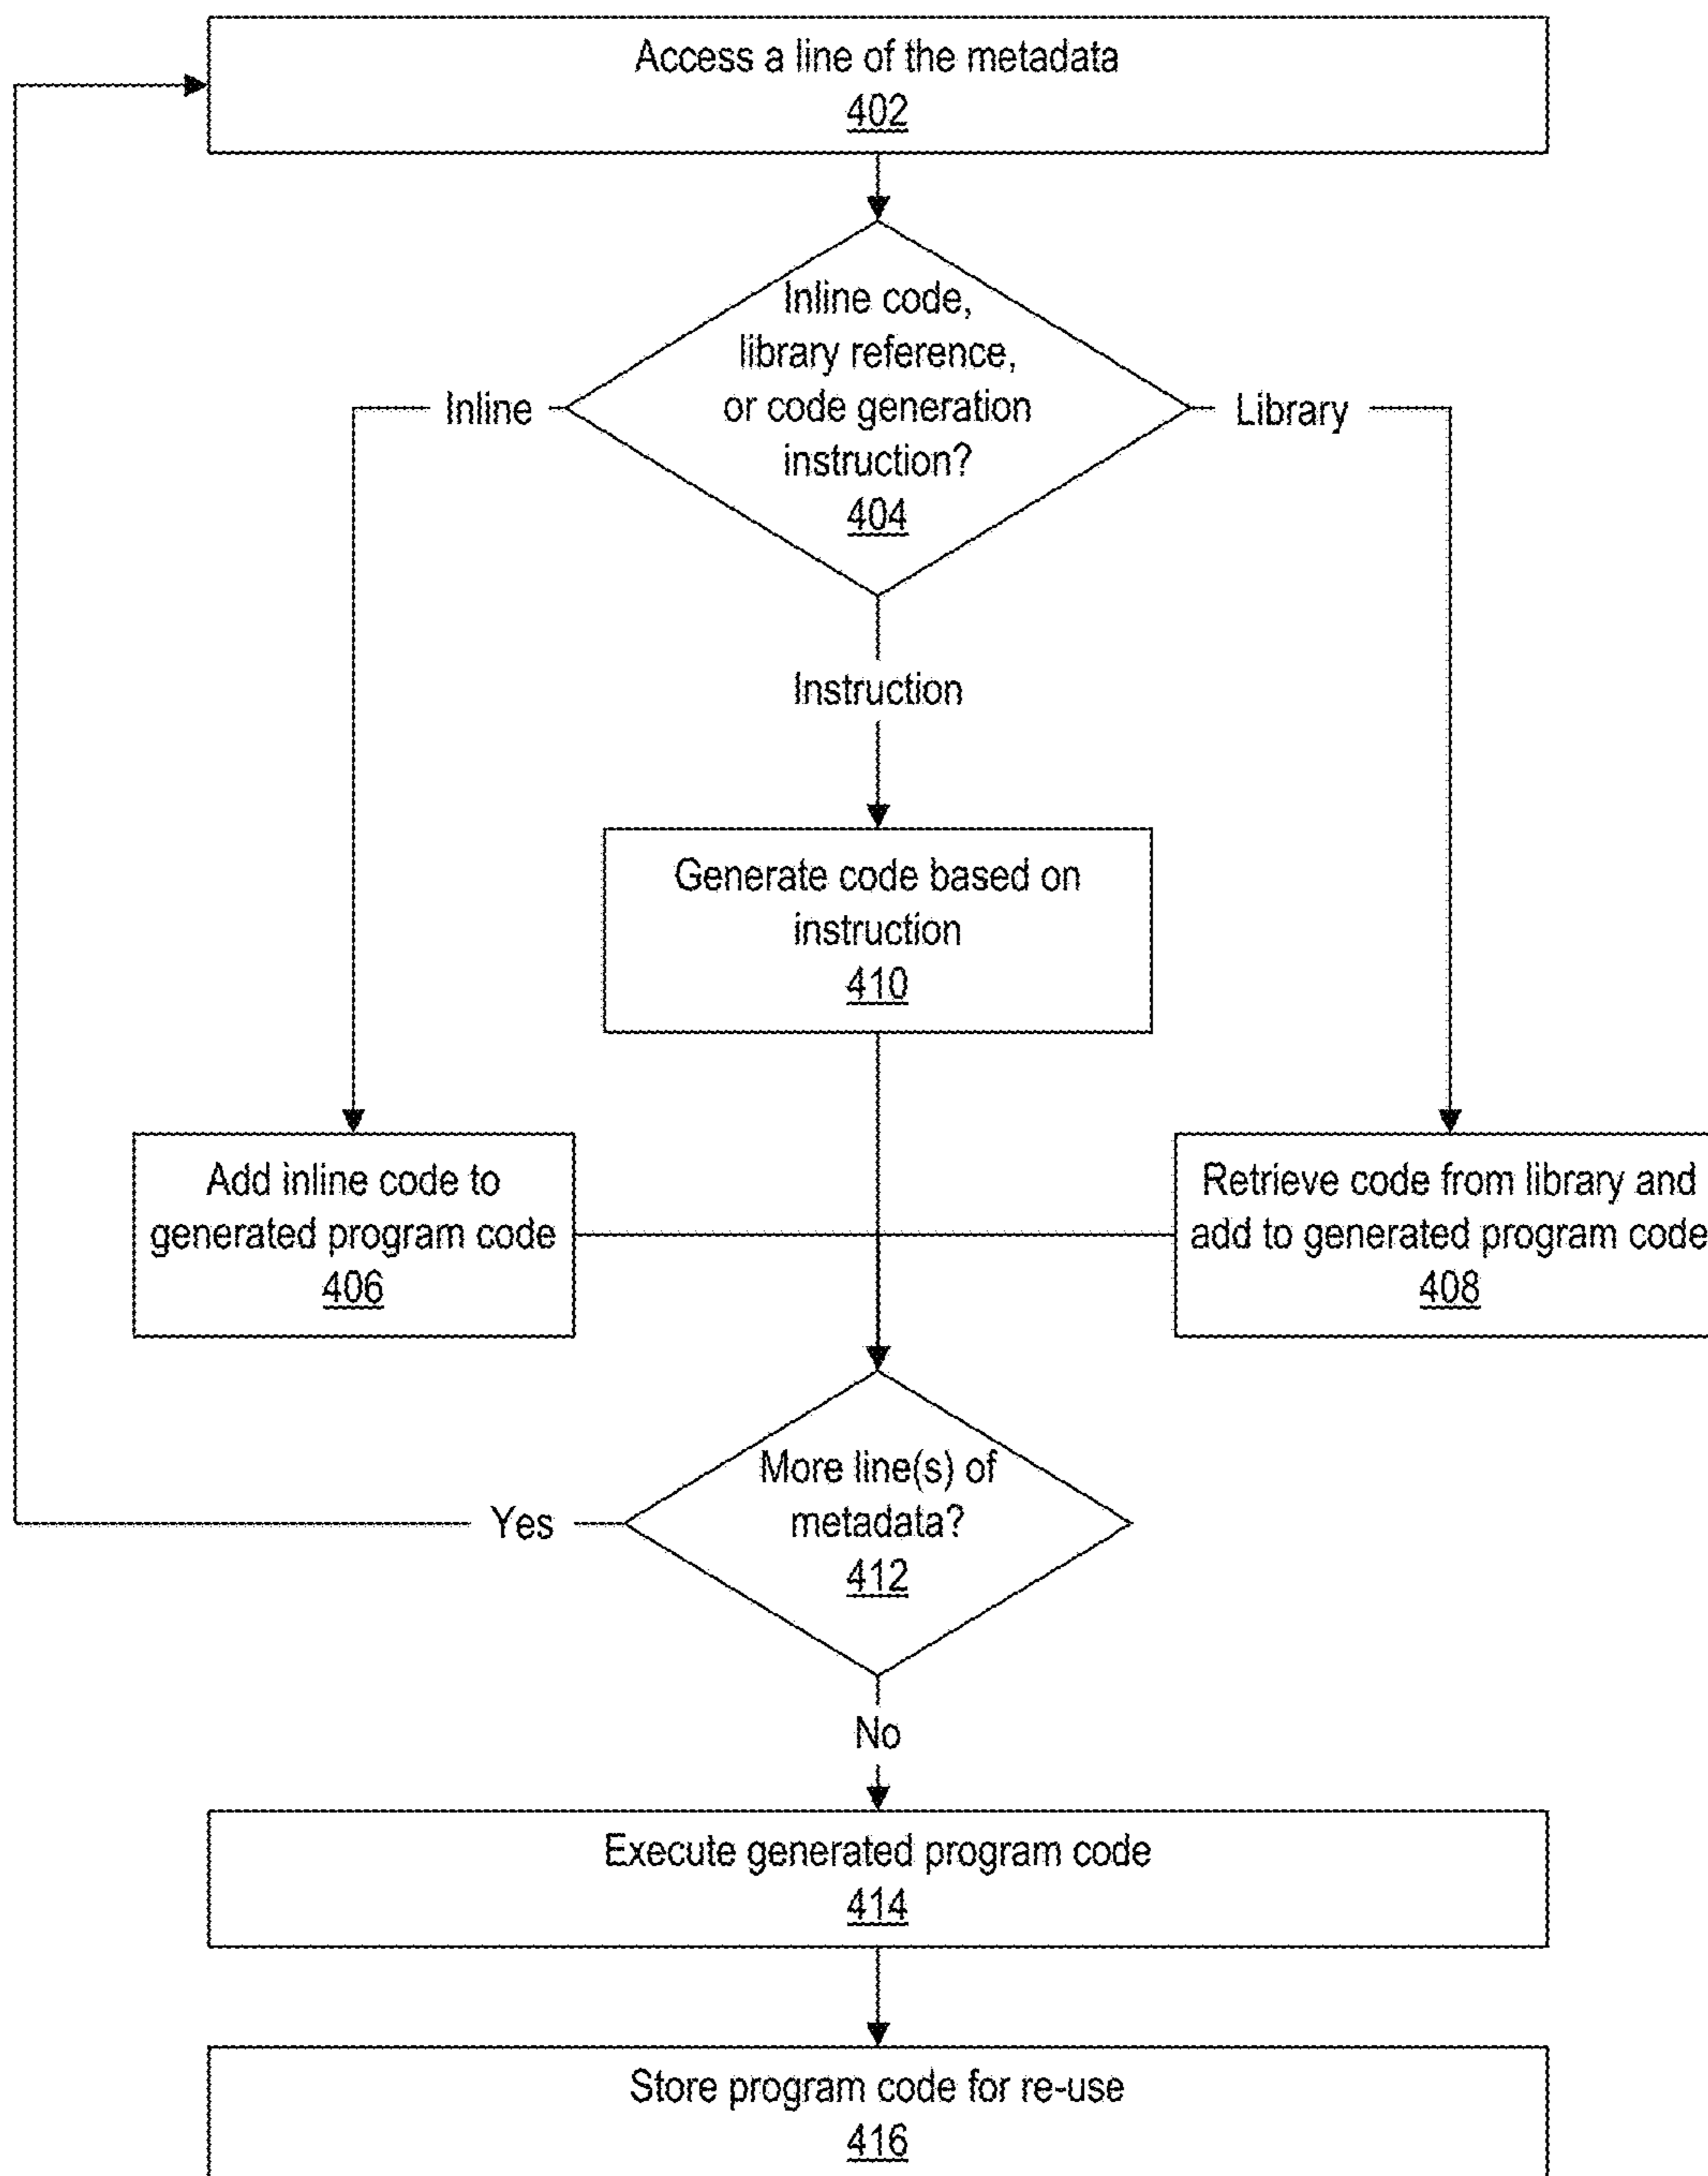 Access a line of the metadata
402
Inline code,
library reference,
or code generation
instruction?
404
Inline
Library
Instruction
Generate code based on
instruction
410
Add inline code to
generated program code
406
Retrieve code from library and
add to generated program code
408
More line(s) of
metadata?
412
Yes
No
Execute generated program code
414
Store program code for re-use
416